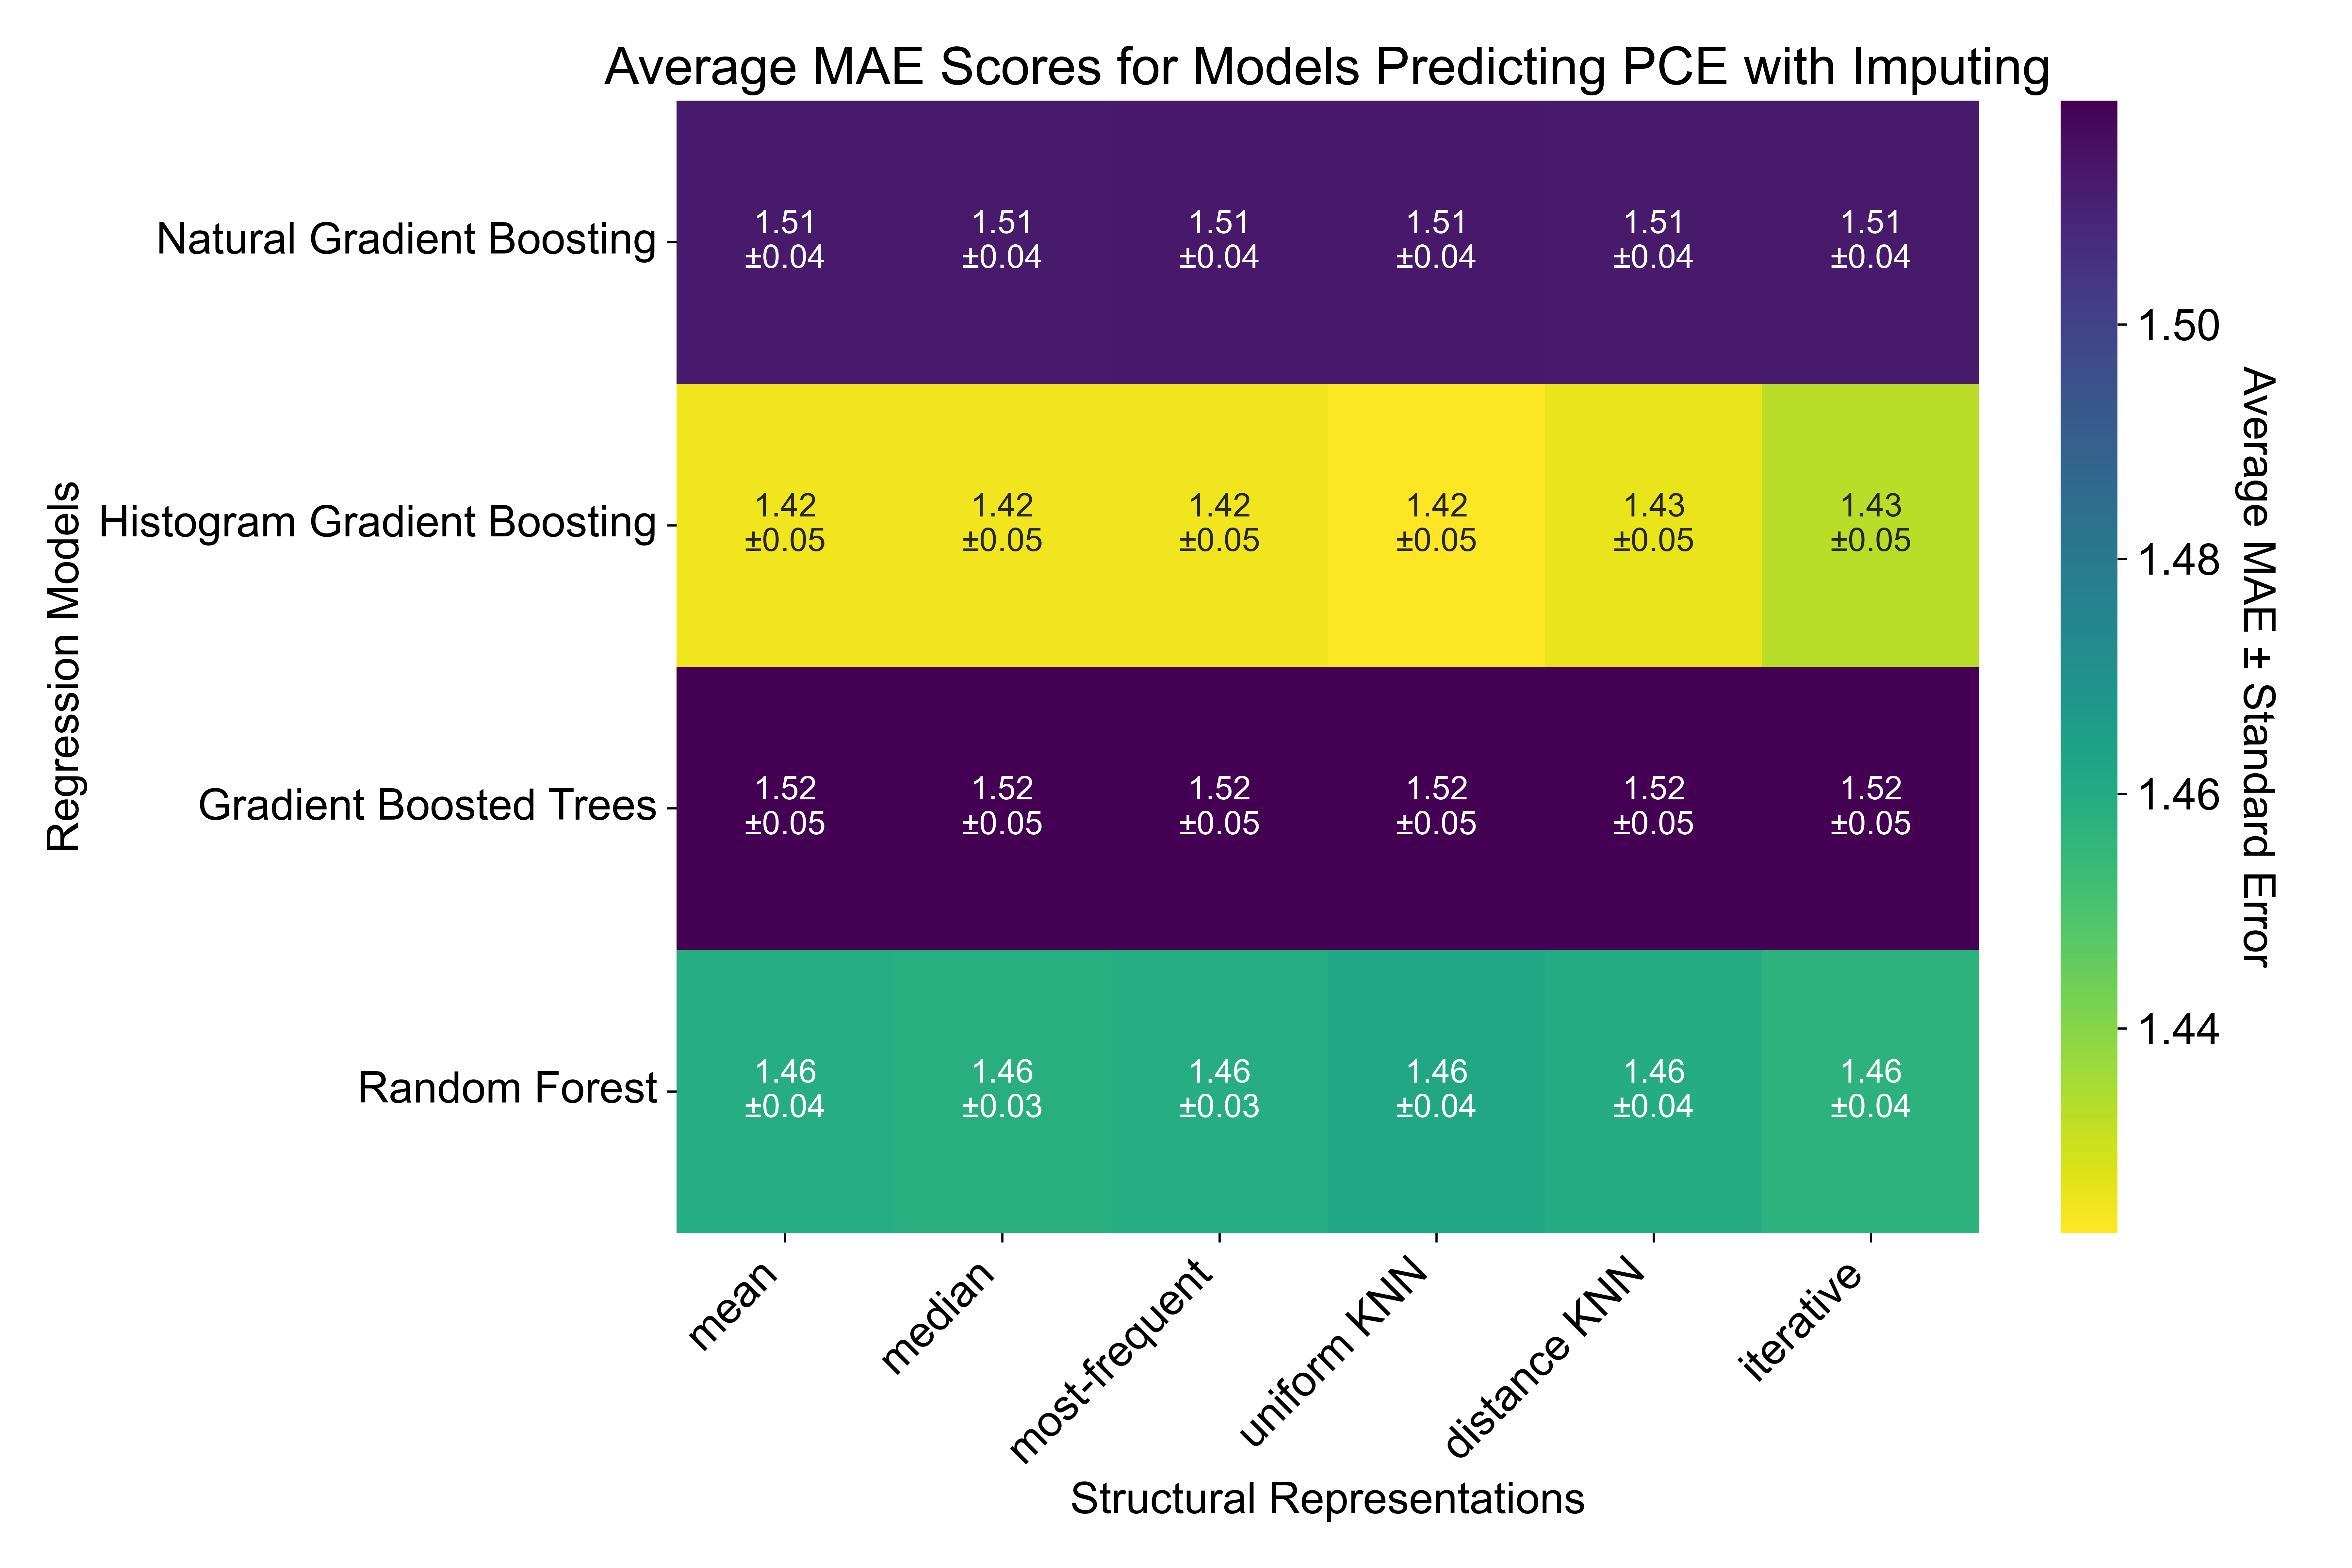 Average MAE Scores for Models Predicting PCE with Imputing
Regression Models
Natural Gradient Boosting
1.51 1.51 1.51 1.51 1.51 1.51
±0.04 ±0.04 ±0.04 ±0.04 ±0.04 ±0.04
Histogram Gradient Boosting
1.42 1.42 1.42 1.42 1.43 1.43
±0.05 ±0.05 ±0.05 ±0.05 ±0.05 ±0.05
Gradient Boosted Trees
1.52 1.52 1.52 1.52 1.52 1.52
±0.05 ±0.05 ±0.05 ±0.05 ±0.05 ±0.05
Random Forest
1.46 1.46 1.46 1.46 1.46 1.46
±0.04 ±0.03 ±0.03 ±0.04 ±0.04 ±0.04
mean
median
most-frequent
uniform KNN
distance KNN
iterative
Structural Representations
1.50
1.48
1.46
1.44
Average MAE ± Standard Error